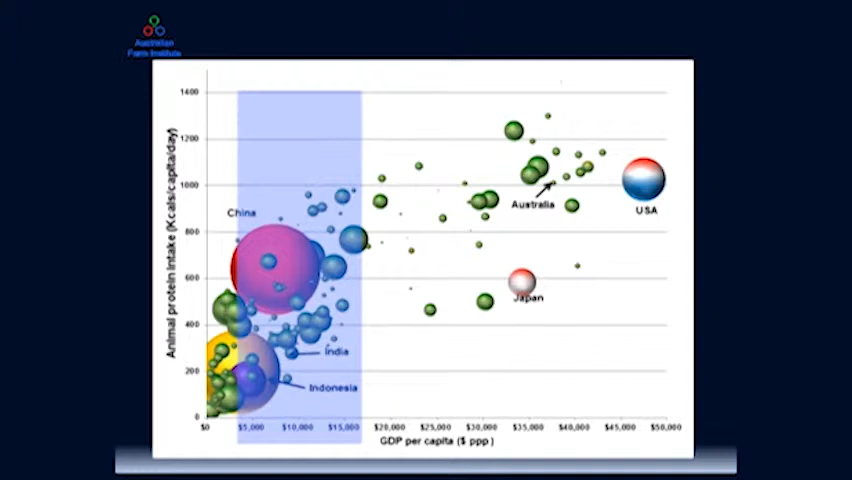 Australian
Farm Institute
1400
1200
1000
800
600
400
200
0
Animal protein intake (Kcals/capita/day)
China
Australia
USA
Japan
India
Indonesia
$0
$5,000
$10,000
$15,000
$20,000
$25,000
$30,000
$35,000
$40,000
$45,000
$50,000
GDP per capita ($ ppp)